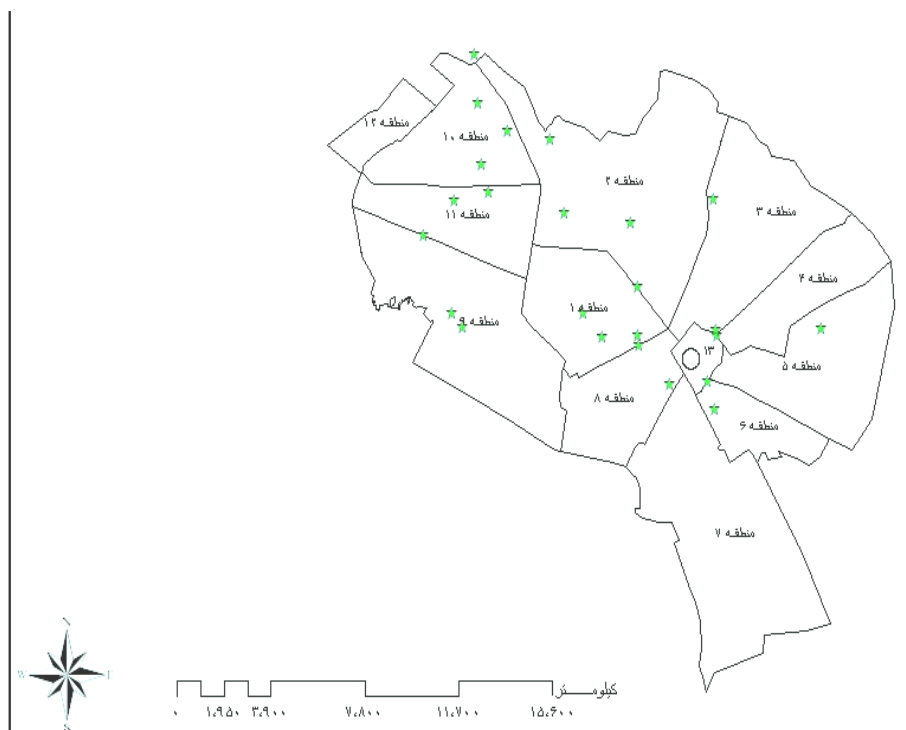 منطقه ۱۲
منطقه ۱۰
منطقه ۲
منطقه ۳
منطقه ۱۱
منطقه ۴
منطقه ۱
منطقه ۹
۱۳
منطقه ۵
منطقه ۸
منطقه ۶
منطقه ۷
N
W E
S
کیلومتر
۰ ۱،۹۵۰ ۳،۹۰۰ ۷،۸۰۰ ۱۱،۷۰۰ ۱۵،۶۰۰